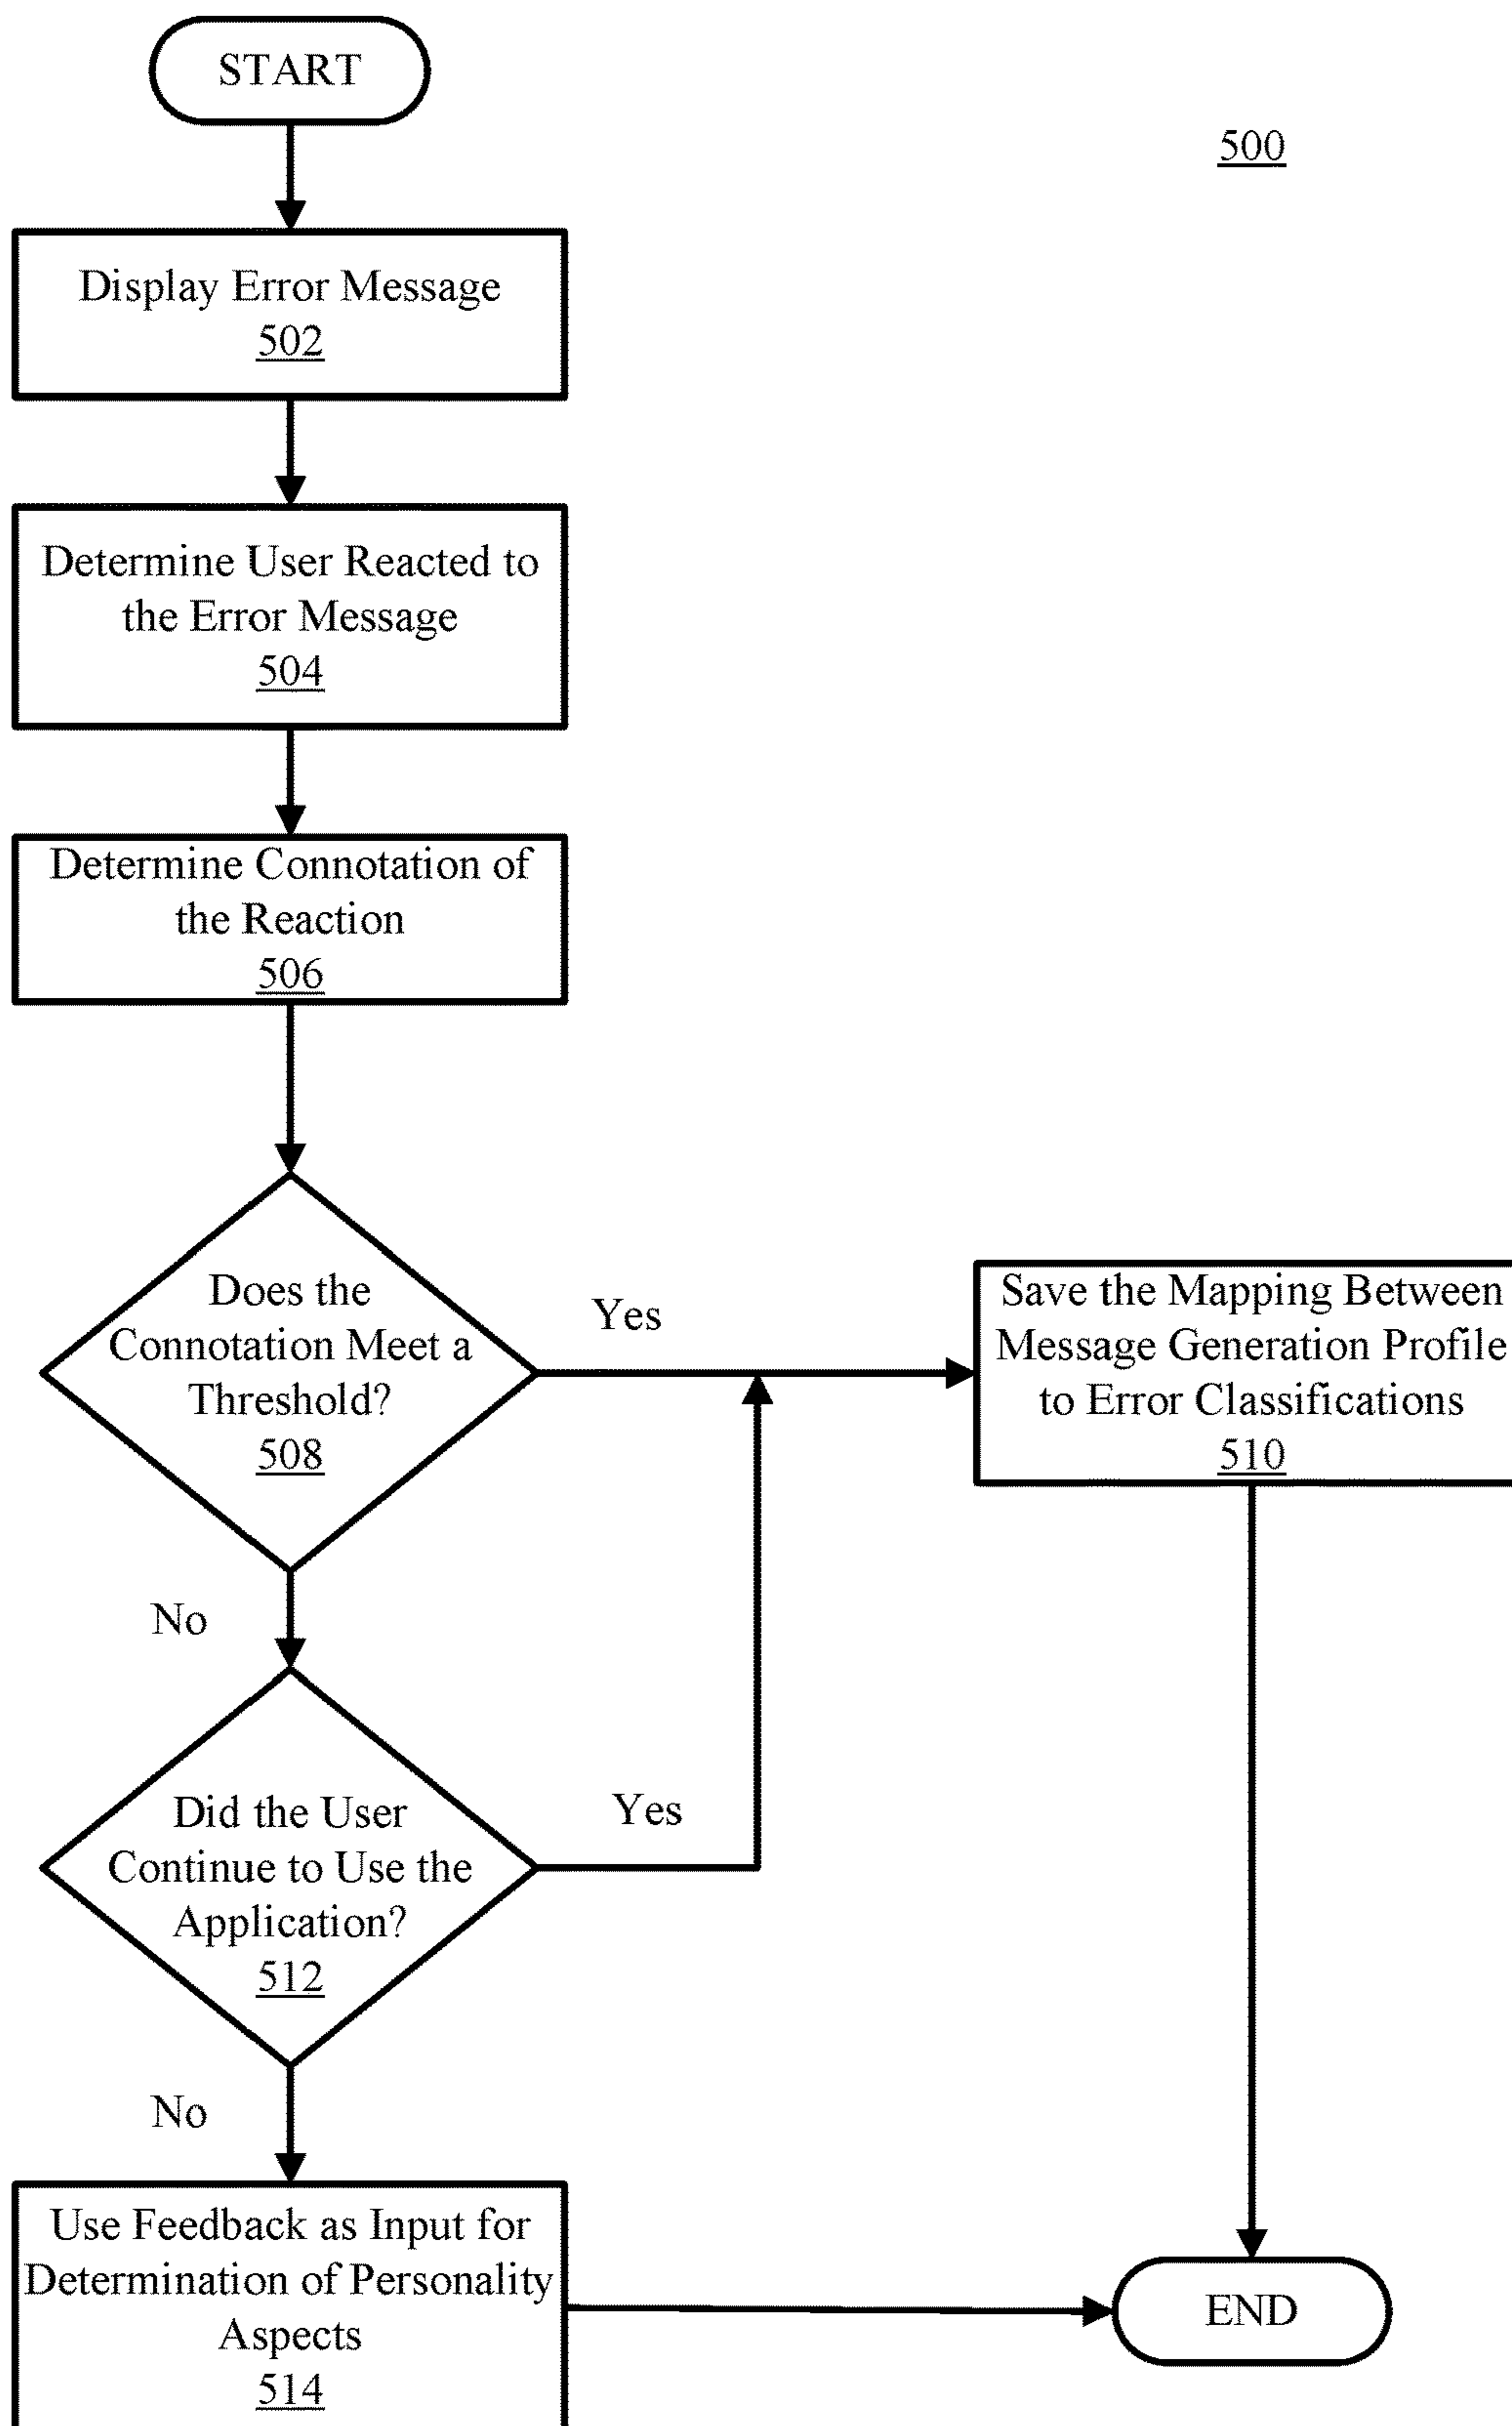 START
500
Display Error Message
502
Determine User Reacted to
the Error Message
504
Determine Connotation of
the Reaction
506
Does the
Connotation Meet a
Threshold?
508
Yes
Save the Mapping Between
Message Generation Profile
to Error Classifications
510
No
Did the User
Continue to Use the
Application?
512
Yes
No
Use Feedback as Input for
Determination of Personality
Aspects
514
END